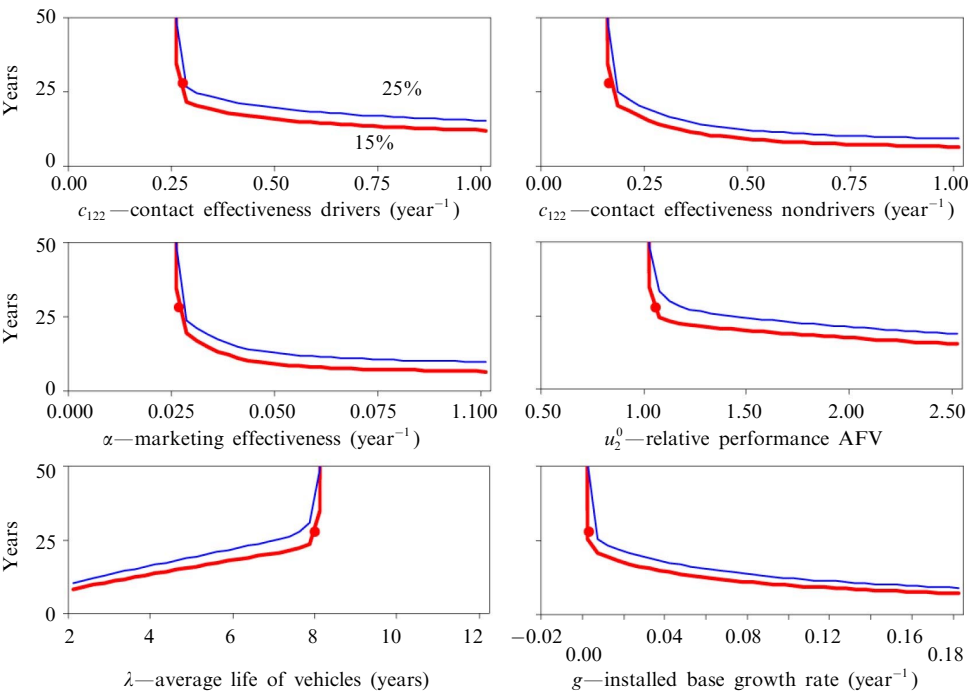 50
25
0
Years
25%
15%
0.00 0.25 0.50 0.75 1.00
c₁₂₂—contact effectiveness drivers (year⁻¹)
0.00 0.25 0.50 0.75 1.00
c₁₂₂—contact effectiveness nondrivers (year⁻¹)
50
25
0
Years
0.000 0.025 0.050 0.075 1.100
α—marketing effectiveness (year⁻¹)
0.50 1.00 1.50 2.00 2.50
u₂⁰—relative performance AFV
50
25
0
Years
2 4 6 8 10 12
λ—average life of vehicles (years)
−0.02 0.04 0.08 0.12 0.16
0.00 0.18
g—installed base growth rate (year⁻¹)